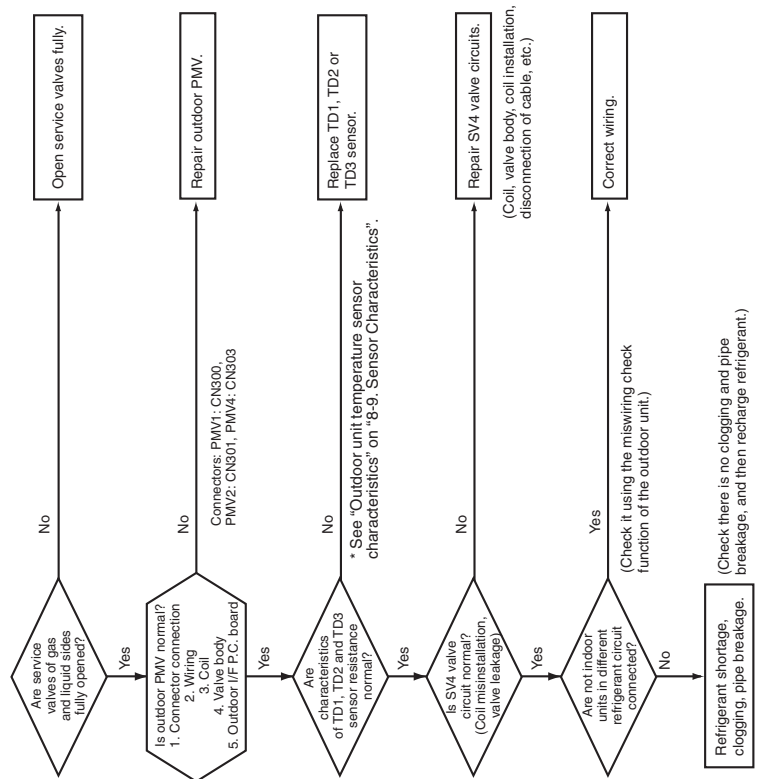 Are service
valves of gas
and liquid sides
fully opened?
No
Open service valves fully.
Yes
Is outdoor PMV normal?
1. Connector connection
2. Wiring
3. Coil
4. Valve body
5. Outdoor I/F P.C. board
No
Repair outdoor PMV.
Connectors: PMV1: CN300,
PMV2: CN301, PMV4: CN303
Yes
Are
characteristics
of TD1, TD2 and TD3
sensor resistance
normal?
No
Replace TD1, TD2 or
TD3 sensor.
* See “Outdoor unit temperature sensor
characteristics” on “8-9. Sensor Characteristics”.
Yes
Is SV4 valve
circuit normal?
(Coil misinstallation,
valve leakage)
Repair SV4 valve circuits.
(Coil, valve body, coil installation,
disconnection of cable, etc.)
Yes
Are not indoor
units in different
refrigerant circuit
connected?
Yes
Correct wiring.
(Check it using the miswiring check
function of the outdoor unit.)
No
Refrigerant shortage,
clogging, pipe breakage.
(Check there is no clogging and pipe
breakage, and then recharge refrigerant.)